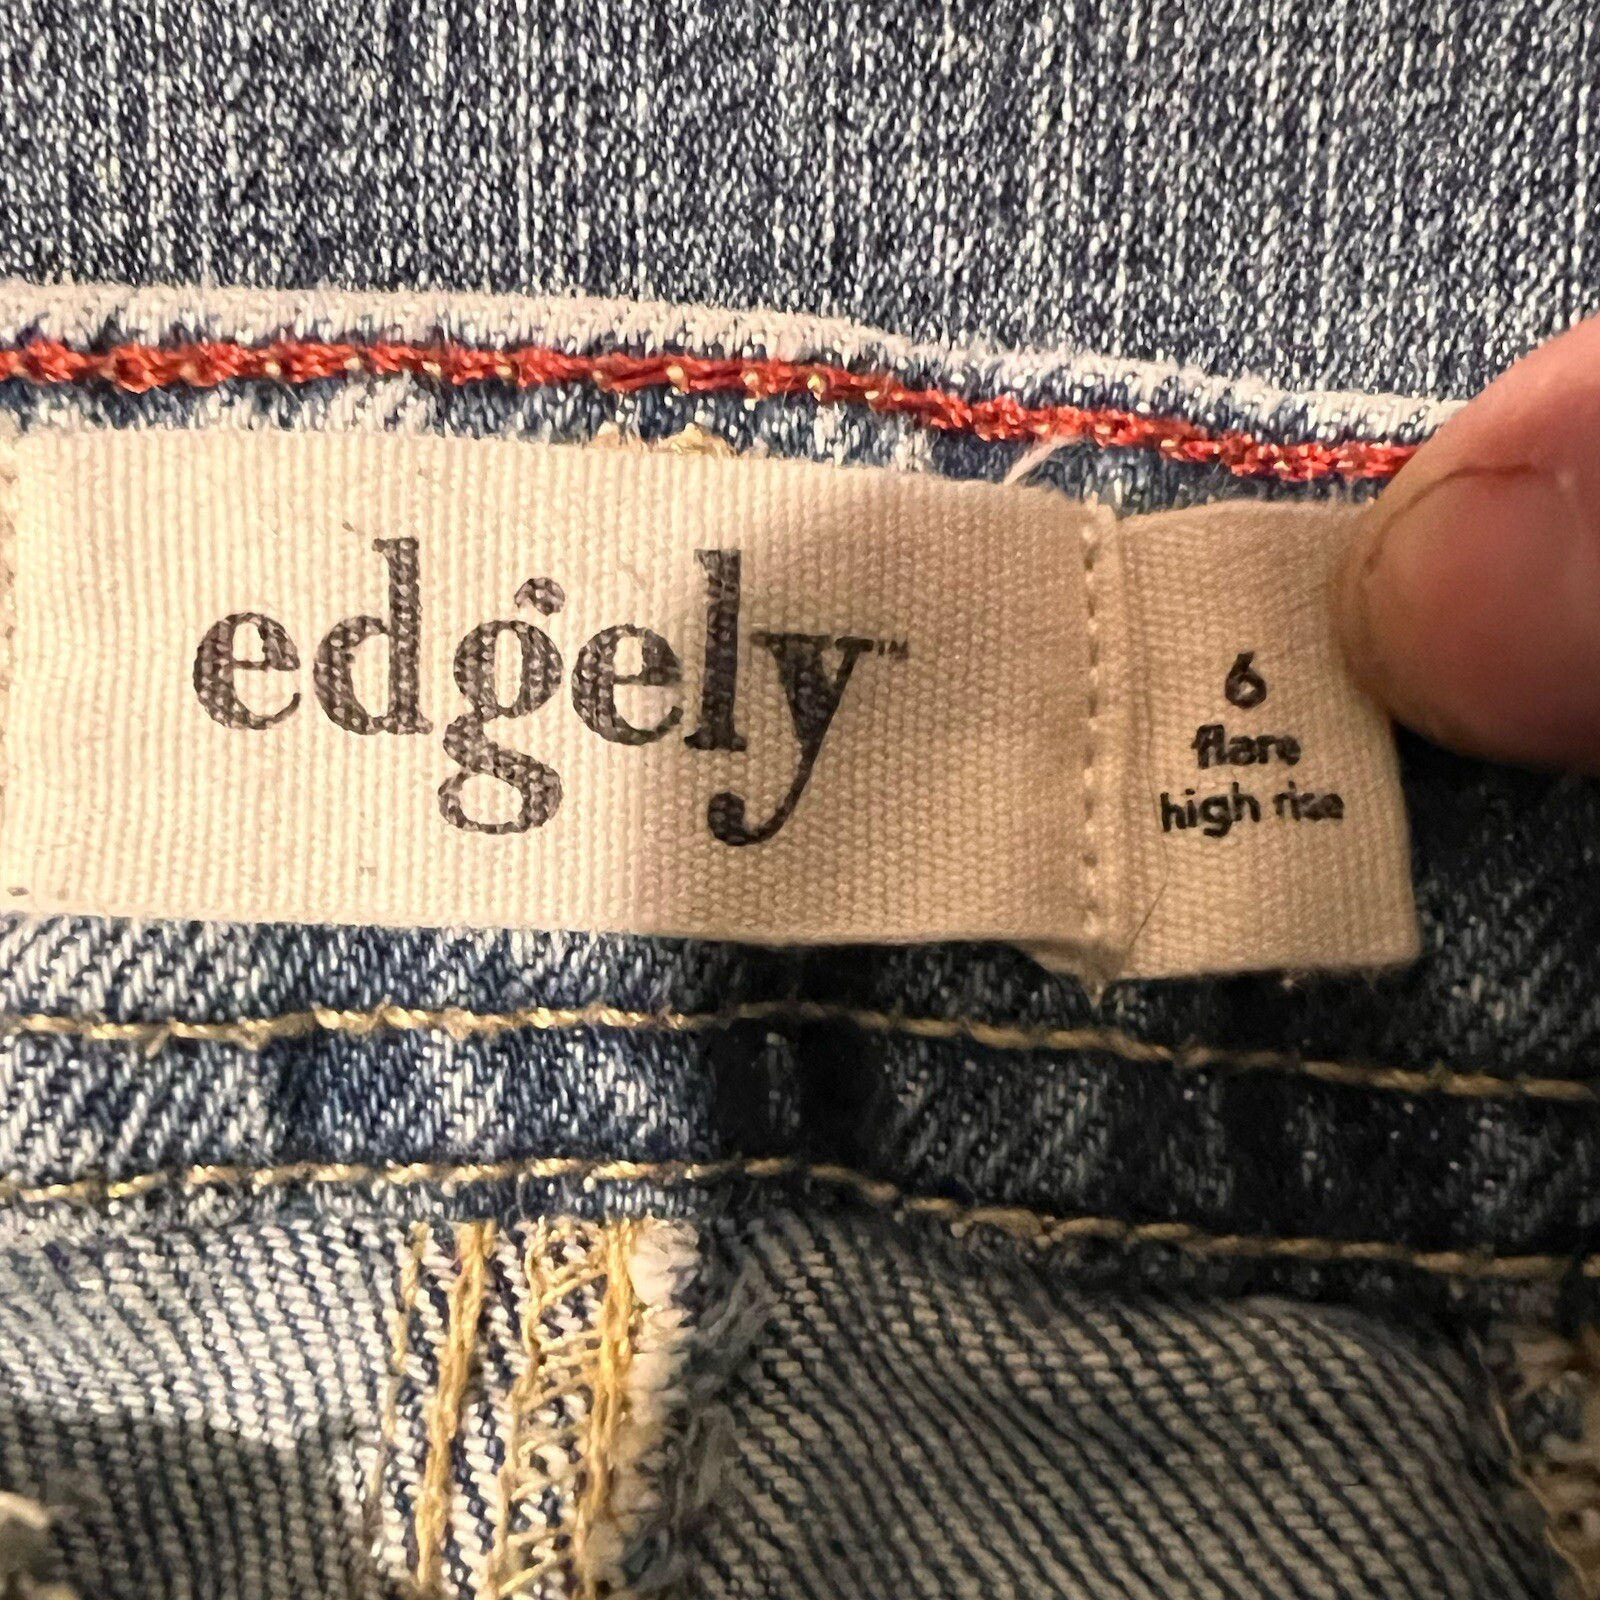 edgely™
6
flare
high rise